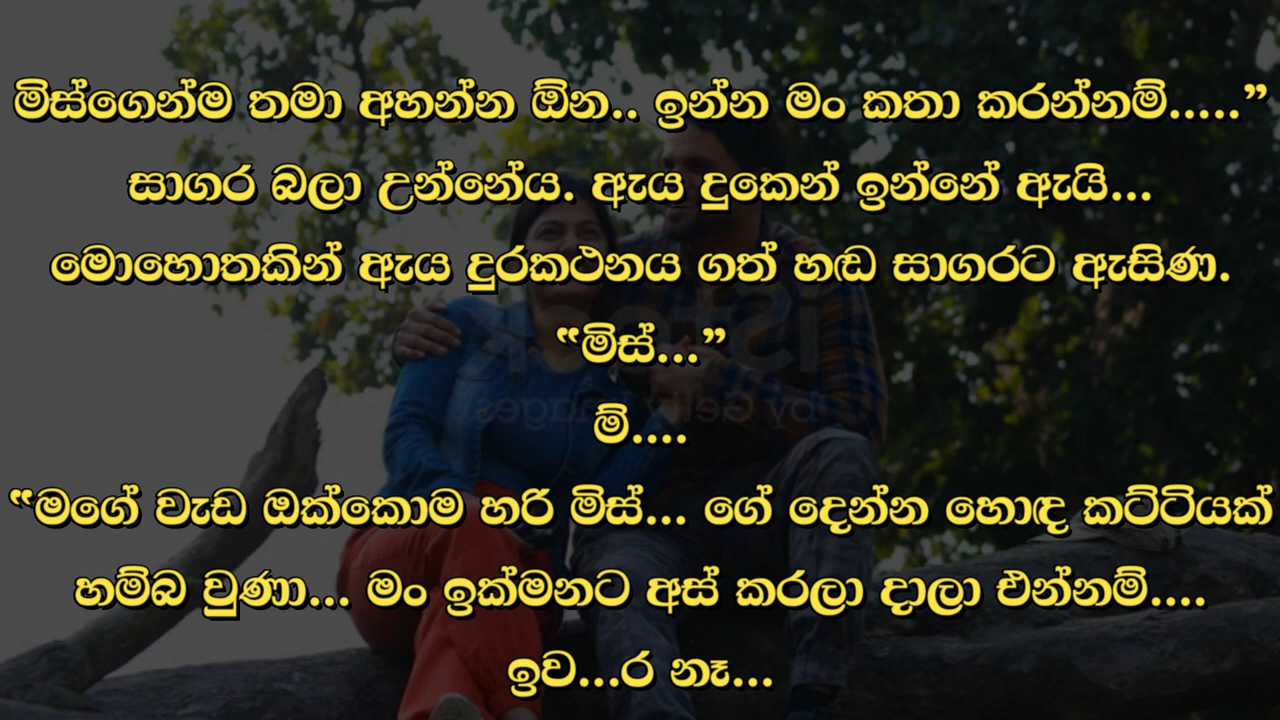 මිස්ගෙන්ම තමා අහන්න ඕන.. ඉන්න මං කතා කරන්නම්.....”
සාගර බලා උන්නේය. ඇය දුකෙන් ඉන්නේ ඇයි...
මොහොතකින් ඇය දුරකථනය ගත් හඬ සාගරට ඇසිණ.
“මිස්...”
ම්....
“මගේ වැඩ ඔක්කොම හරි මිස්... ගේ දෙන්න හොඳ කට්ටියක්
හම්බ වුණා... මං ඉක්මනට අස් කරලා දාලා එන්නම්....
ඉව...ර නෑ...